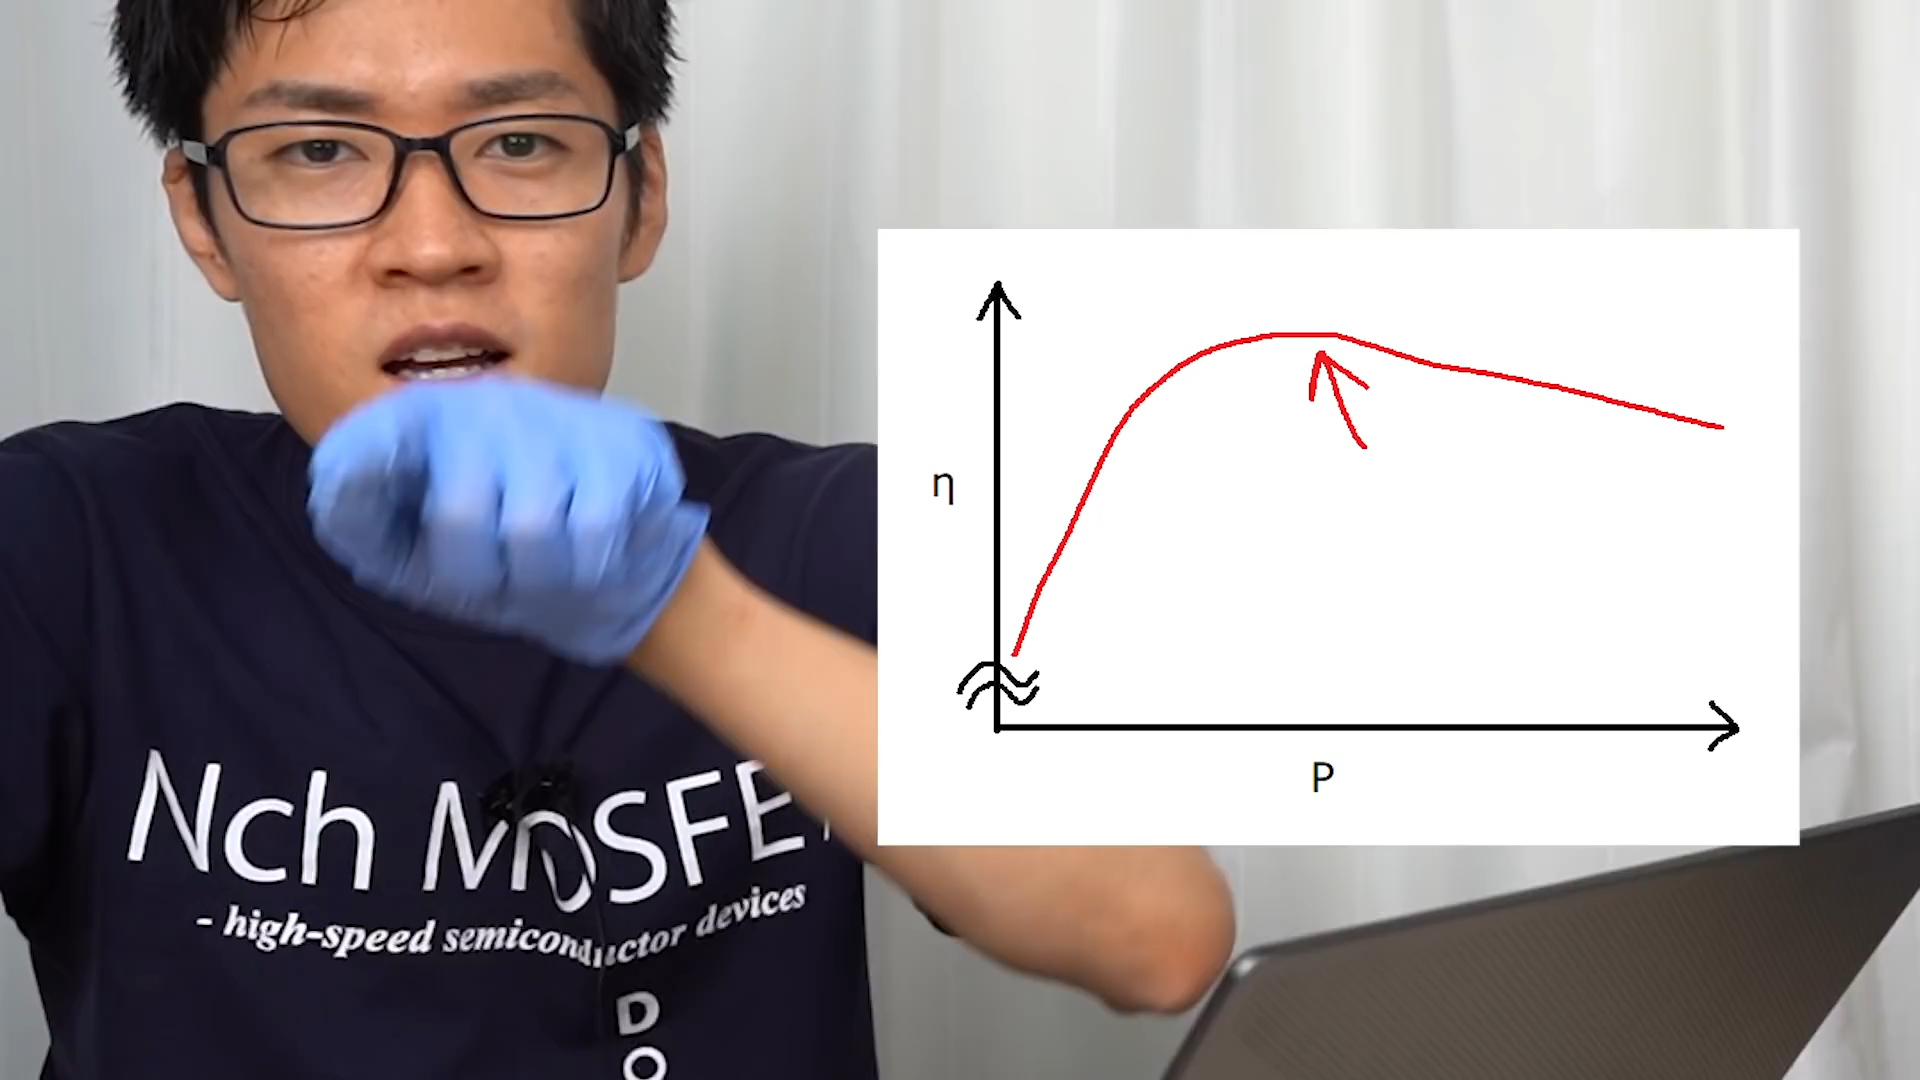 η
P
Nch MOSFE
- high-speed semiconductor devices
D
O